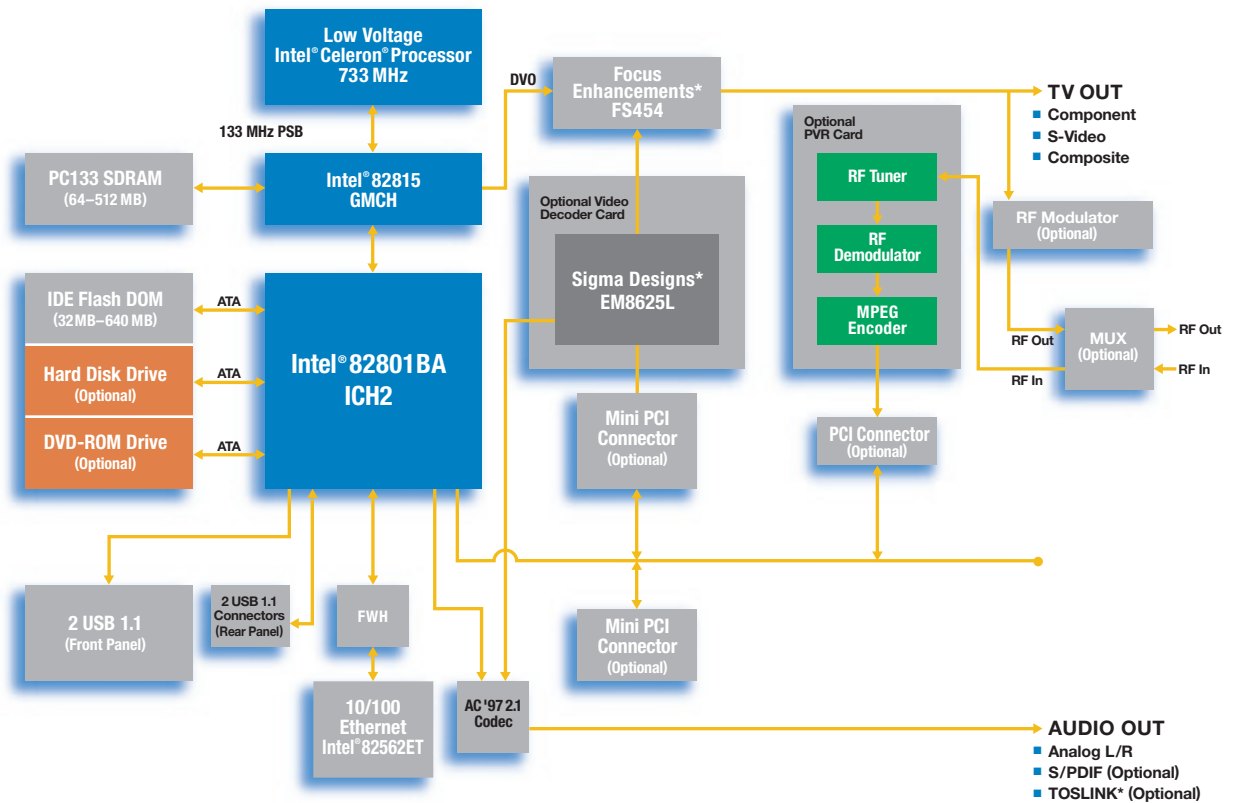 Low Voltage
Intel® Celeron® Processor
733 MHz
133 MHz PSB
PC133 SDRAM
(64–512 MB)
Intel® 82815
GMCH
DVO
Focus
Enhancements*
FS454
TV OUT
■ Component
■ S-Video
■ Composite
Optional
PVR Card
RF Tuner
RF
Demodulator
MPEG
Encoder
Optional Video
Decoder Card
Sigma Designs*
EM8625L
RF Modulator
(Optional)
IDE Flash DOM
(32MB–640 MB)
ATA
Hard Disk Drive
(Optional)
ATA
DVD-ROM Drive
(Optional)
ATA
Intel® 82801BA
ICH2
RF Out
RF In
MUX
(Optional)
RF Out
RF In
Mini PCI
Connector
(Optional)
PCI Connector
(Optional)
2 USB 1.1
(Front Panel)
2 USB 1.1
Connectors
(Rear Panel)
FWH
Mini PCI
Connector
(Optional)
10/100
Ethernet
Intel® 82562ET
AC '97 2.1
Codec
AUDIO OUT
■ Analog L/R
■ S/PDIF (Optional)
■ TOSLINK* (Optional)